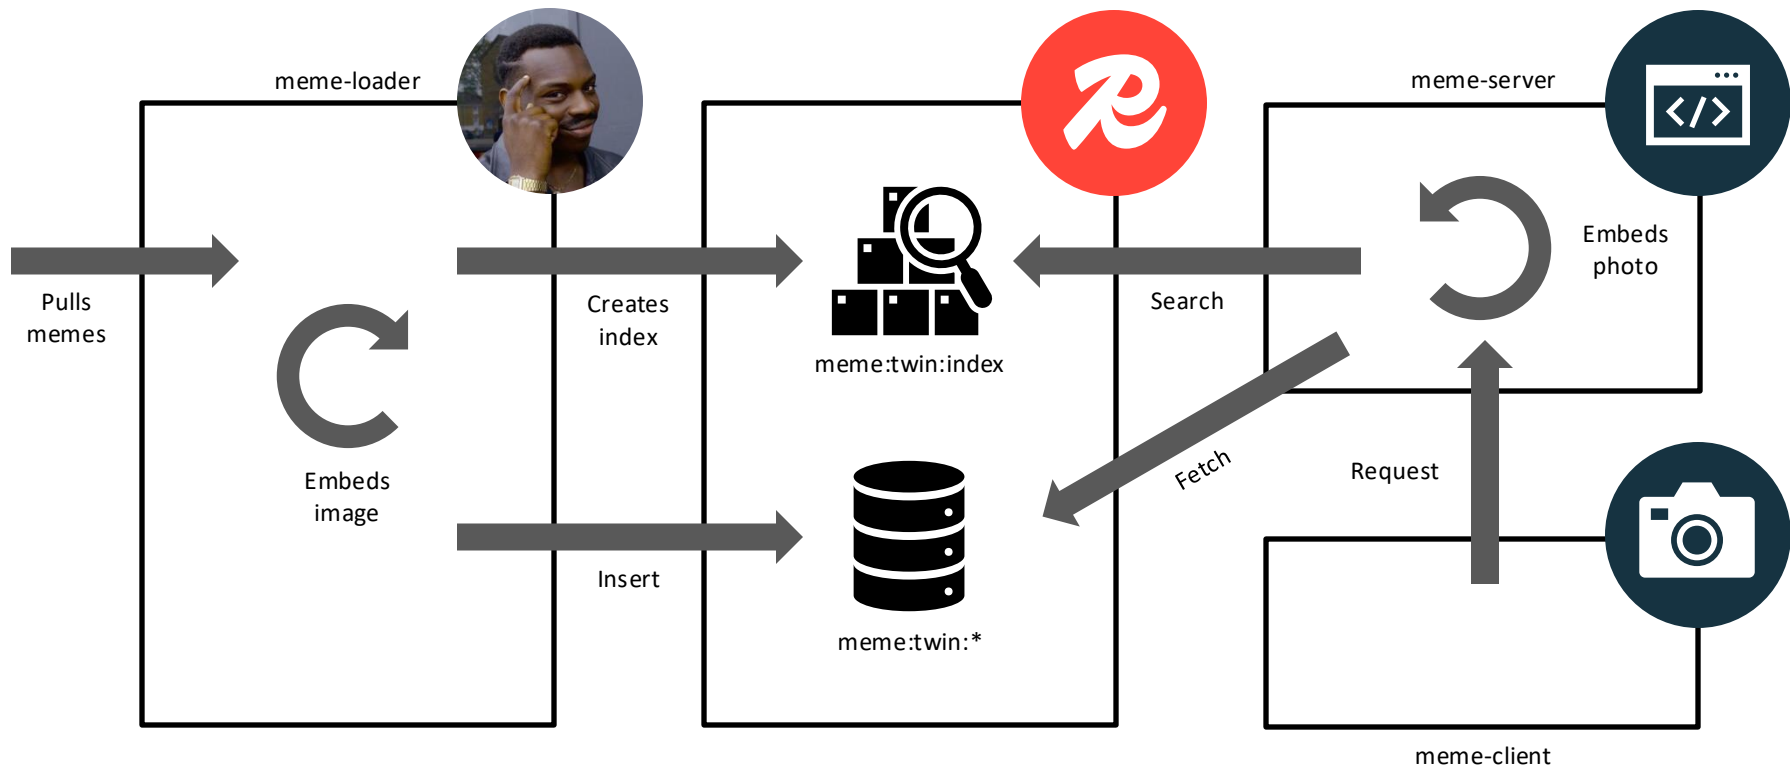 meme-loader
meme-server
Pulls
memes
Creates
index
Search
Embeds
photo
meme:twin:index
Embeds
image
Insert
Fetch
Request
meme:twin:*
meme-client